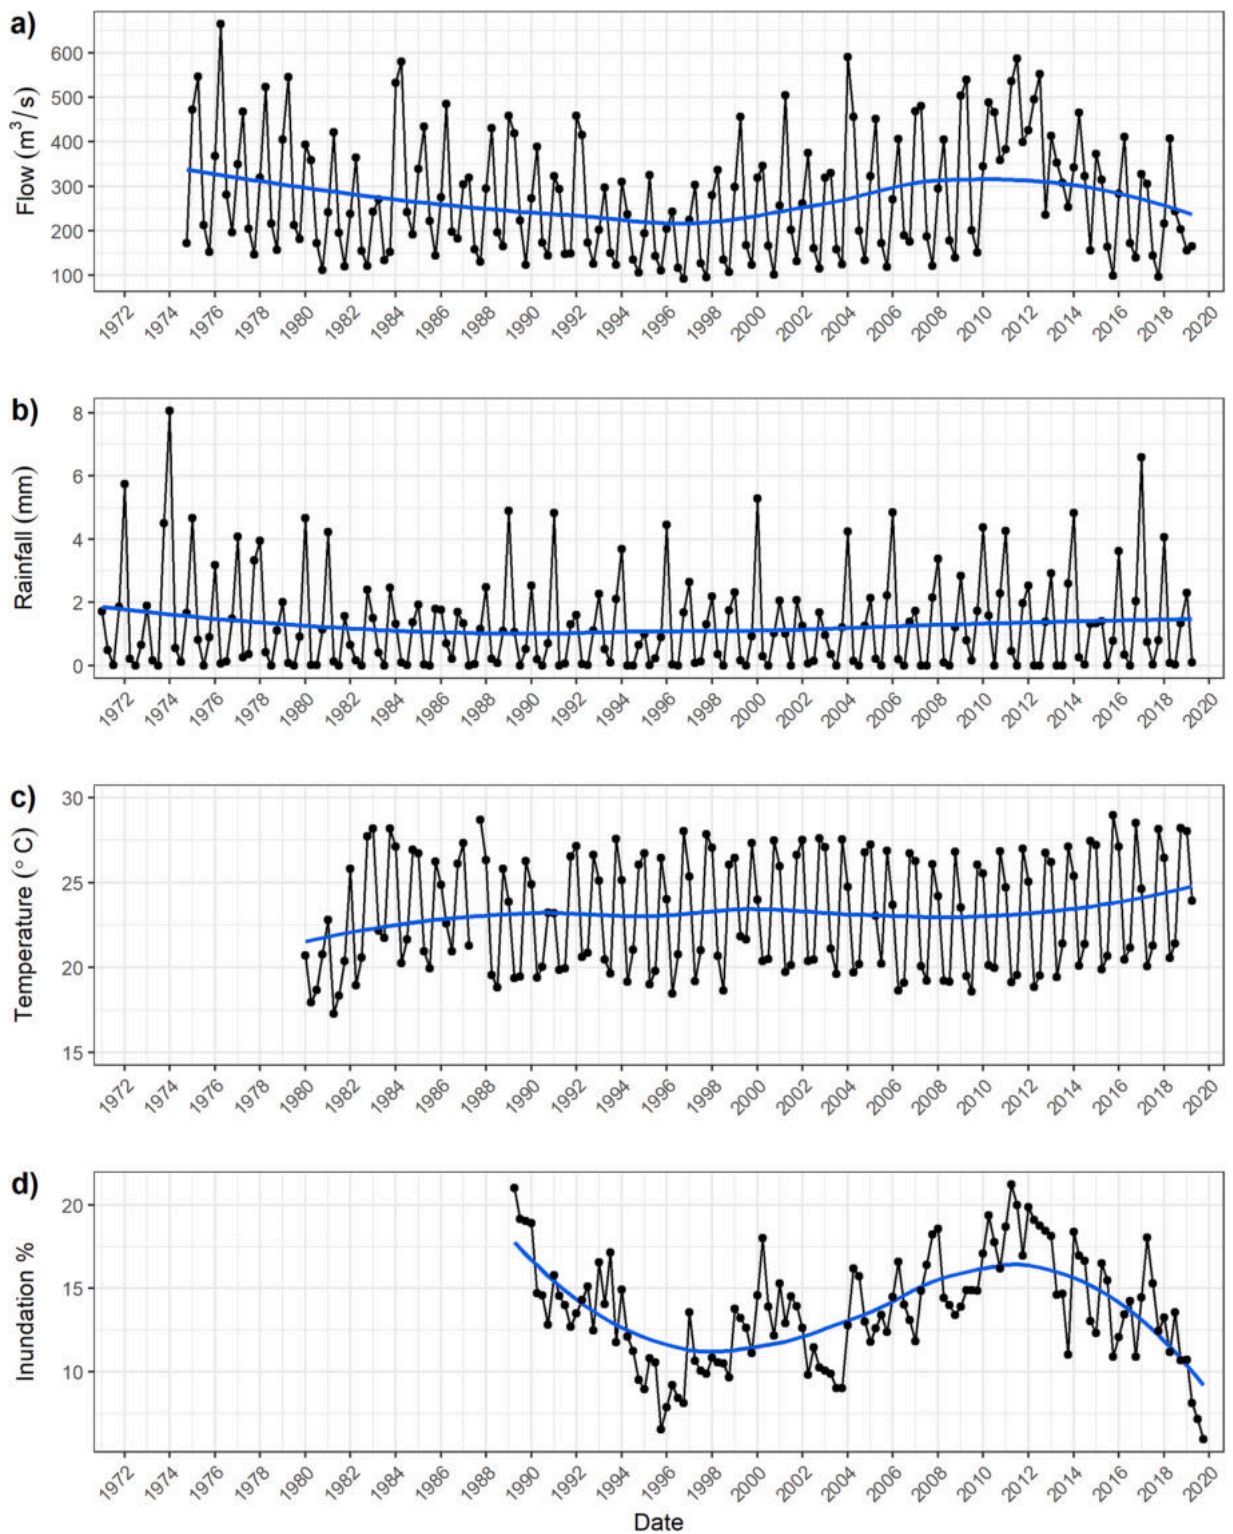 a)
Flow (m³/s)
600
500
400
300
200
100
1972 1974 1976 1978 1980 1982 1984 1986 1988 1990 1992 1994 1996 1998 2000 2002 2004 2006 2008 2010 2012 2014 2016 2018 2020
b)
Rainfall (mm)
8
6
4
2
0
1972 1974 1976 1978 1980 1982 1984 1986 1988 1990 1992 1994 1996 1998 2000 2002 2004 2006 2008 2010 2012 2014 2016 2018 2020
c)
Temperature (°C)
30
25
20
15
1972 1974 1976 1978 1980 1982 1984 1986 1988 1990 1992 1994 1996 1998 2000 2002 2004 2006 2008 2010 2012 2014 2016 2018 2020
d)
Inundation %
20
15
10
1972 1974 1976 1978 1980 1982 1984 1986 1988 1990 1992 1994 1996 1998 2000 2002 2004 2006 2008 2010 2012 2014 2016 2018 2020
Date